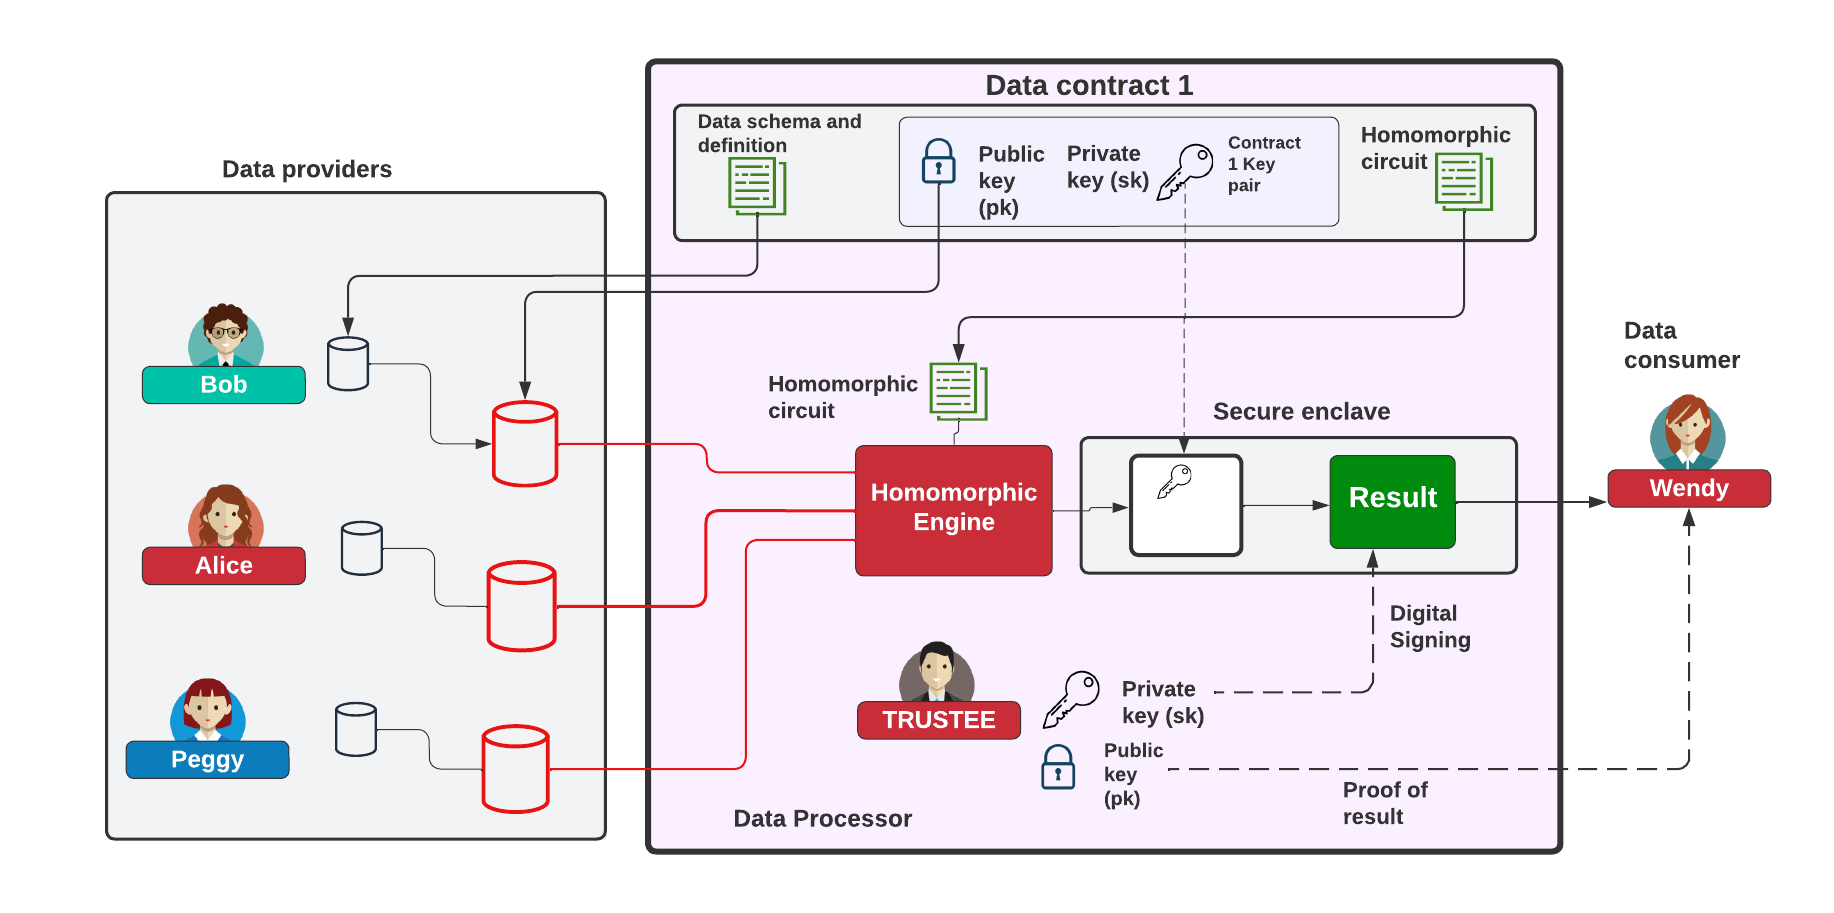 Data contract 1
Data schema and
definition
Public
key
(pk)
Private
key (sk)
Contract
1 Key
pair
Homomorphic
circuit
Data providers
Bob
Alice
Peggy
Homomorphic
circuit
Homomorphic
Engine
Secure enclave
Result
Data
consumer
Wendy
Digital
Signing
TRUSTEE
Private
key (sk)
Public
key
(pk)
Proof of
result
Data Processor